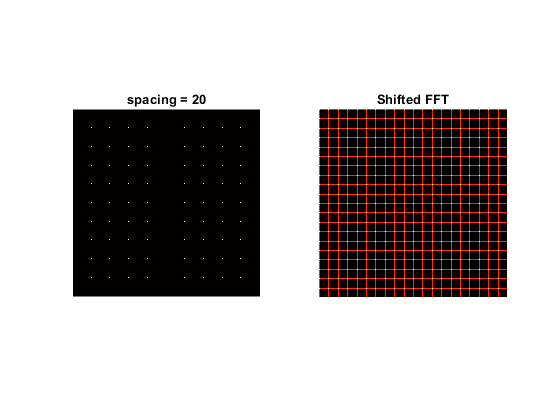 spacing = 20
Shifted FFT